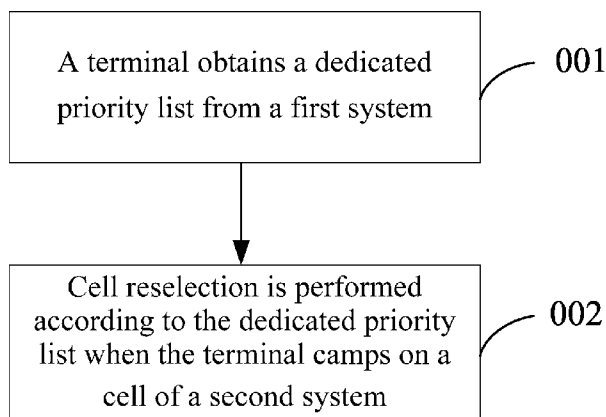 A terminal obtains a dedicated
priority list from a first system
001
Cell reselection is performed
according to the dedicated priority
list when the terminal camps on a
cell of a second system
002